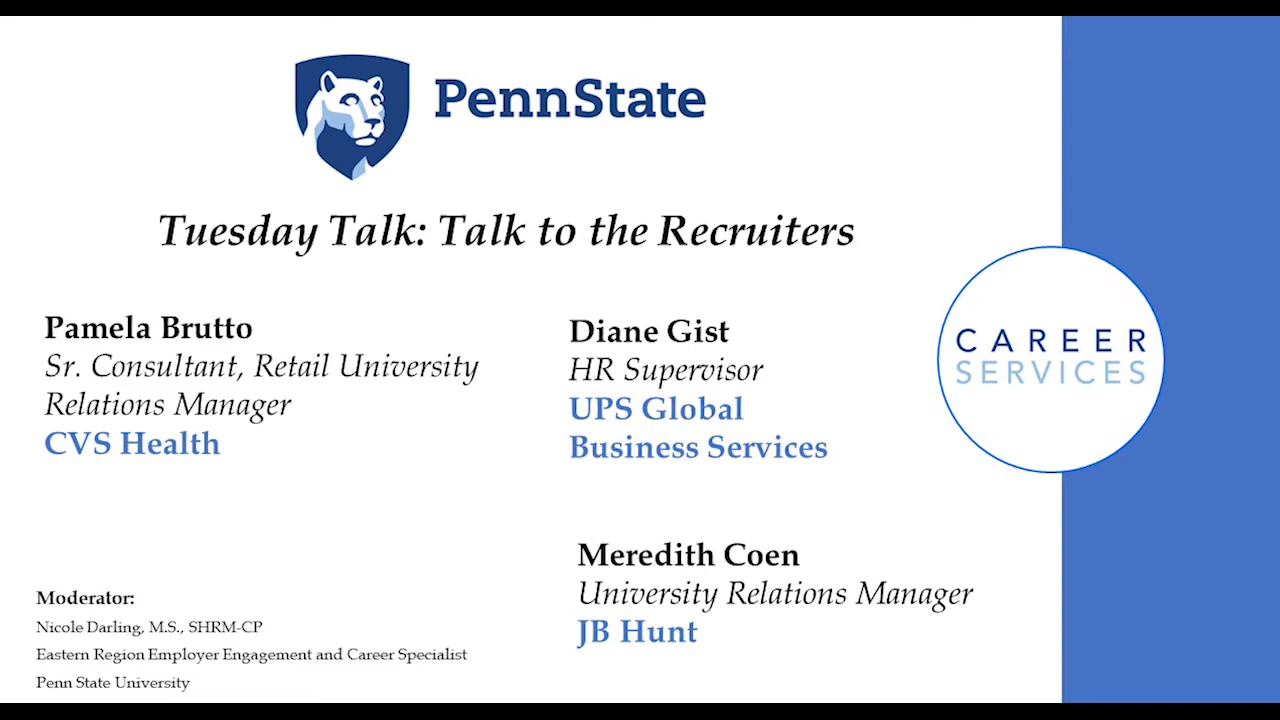 PennState
Tuesday Talk: Talk to the Recruiters
Pamela Brutto
Sr. Consultant, Retail University
Relations Manager
CVS Health
Diane Gist
HR Supervisor
UPS Global
Business Services
CAREER
SERVICES
Meredith Coen
University Relations Manager
JB Hunt
Moderator:
Nicole Darling, M.S., SHRM-CP
Eastern Region Employer Engagement and Career Specialist
Penn State University